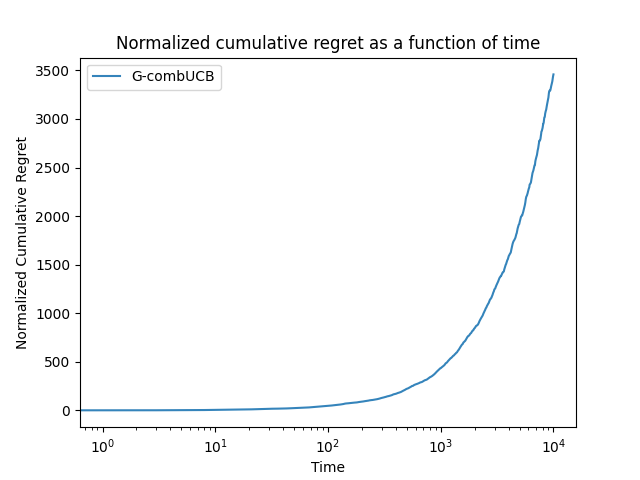 Normalized cumulative regret as a function of time
G-combUCB
Normalized Cumulative Regret
3500
3000
2500
2000
1500
1000
500
0
10⁰ 10¹ 10² 10³ 10⁴
Time